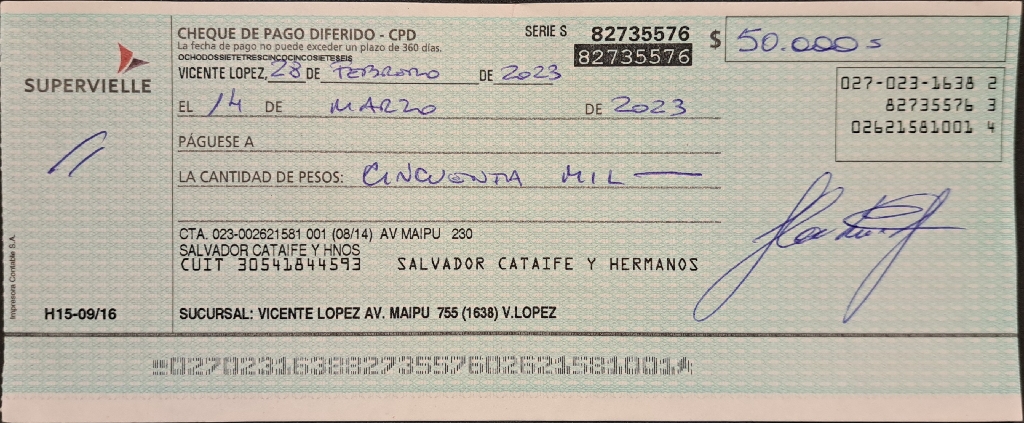 CHEQUE DE PAGO DIFERIDO - CPD
La fecha de pago no puede exceder un plazo de 360 días.
OCHODOSSIETETRESCINCOCINCOSIETESEIS
SERIE S 82735576
82735576
$ 50.000
SUPERVIELLE
VICENTE LOPEZ, 28 DE FEBRERO DE 2023
EL 14 DE MARZO DE 2023
027-023-1638 2
82735576 3
02621581001 4
PÁGUESE A
LA CANTIDAD DE PESOS: CINCUENTA MIL
CTA. 023-002621581 001 (08/14) AV MAIPU 230
SALVADOR CATAIFE Y HNOS
CUIT 30541844593 SALVADOR CATAIFE Y HERMANOS
Impresora Contable S.A.
H15-09/16
SUCURSAL: VICENTE LOPEZ AV. MAIPU 755 (1638) V.LOPEZ
02702316388273557602621581001